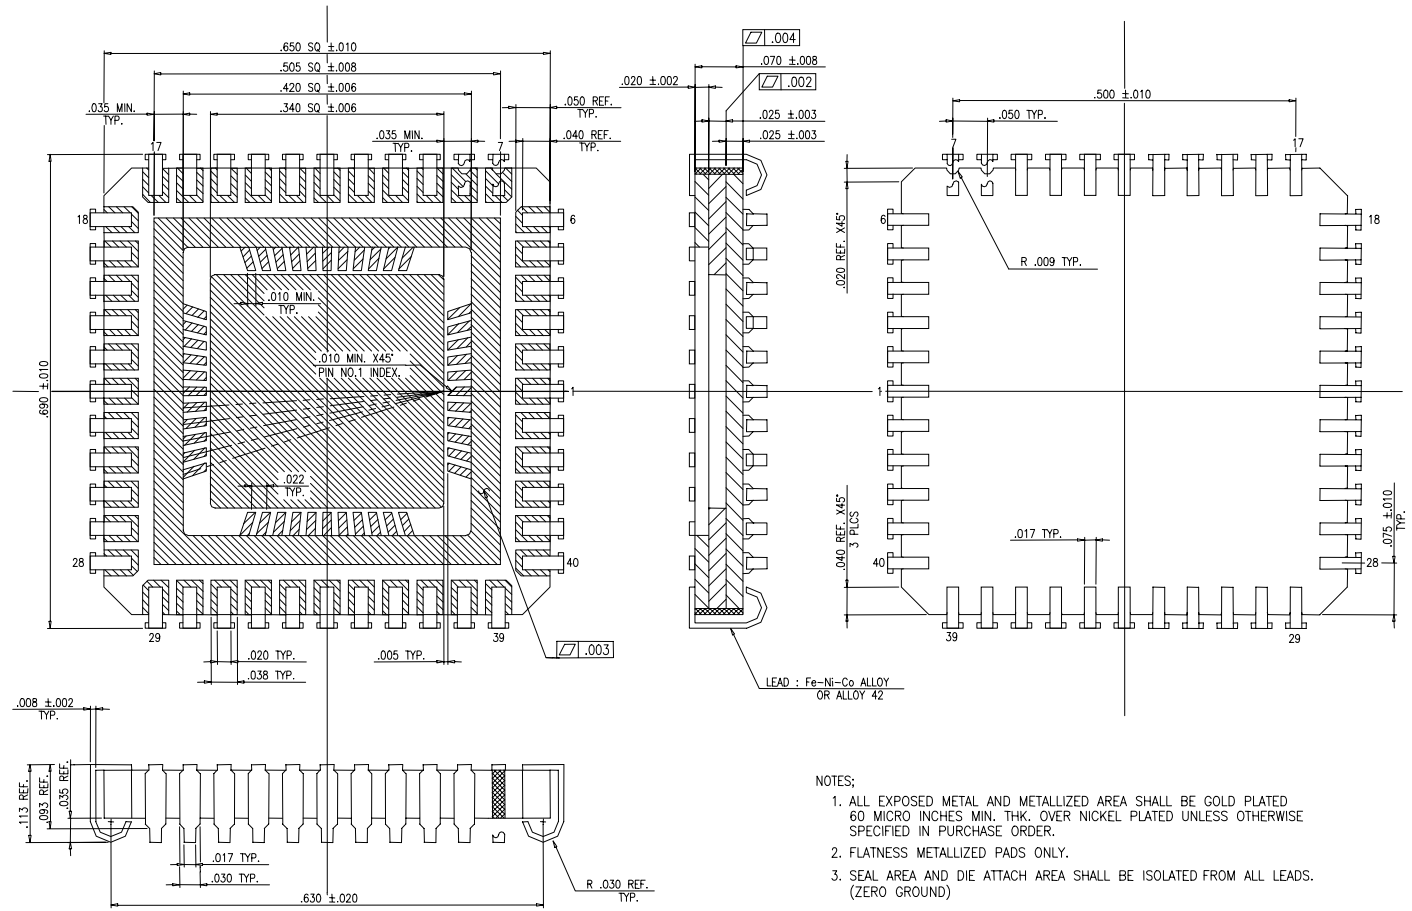 .650 SQ ±.010
.505 SQ ±.008
.420 SQ ±.006
.340 SQ ±.006
.035 MIN.
TYP.
.035 MIN.
TYP.
.050 REF.
TYP.
.040 REF.
TYP.
17
7
18
6
1
28
40
29
39
.690 ±.010
.010 MIN.
TYP.
.010 MIN. X45°
PIN NO.1 INDEX.
.022
TYP.
.020 TYP.
.038 TYP.
.005 TYP.
.003
.004
.070 ±.008
.020 ±.002
.002
.025 ±.003
.025 ±.003
LEAD : Fe-Ni-Co ALLOY
OR ALLOY 42
.500 ±.010
.050 TYP.
7
17
6
18
.020 REF. X45°
R .009 TYP.
1
.040 REF. X45°
3 PLCS
.017 TYP.
.075 ±.010
TYP.
40
28
39
29
.008 ±.002
TYP.
.113 REF.
.093 REF.
.035 REF.
.017 TYP.
.030 TYP.
.630 ±.020
R .030 REF.
TYP.
NOTES;
1. ALL EXPOSED METAL AND METALLIZED AREA SHALL BE GOLD PLATED
60 MICRO INCHES MIN. THK. OVER NICKEL PLATED UNLESS OTHERWISE
SPECIFIED IN PURCHASE ORDER.
2. FLATNESS METALLIZED PADS ONLY.
3. SEAL AREA AND DIE ATTACH AREA SHALL BE ISOLATED FROM ALL LEADS.
(ZERO GROUND)